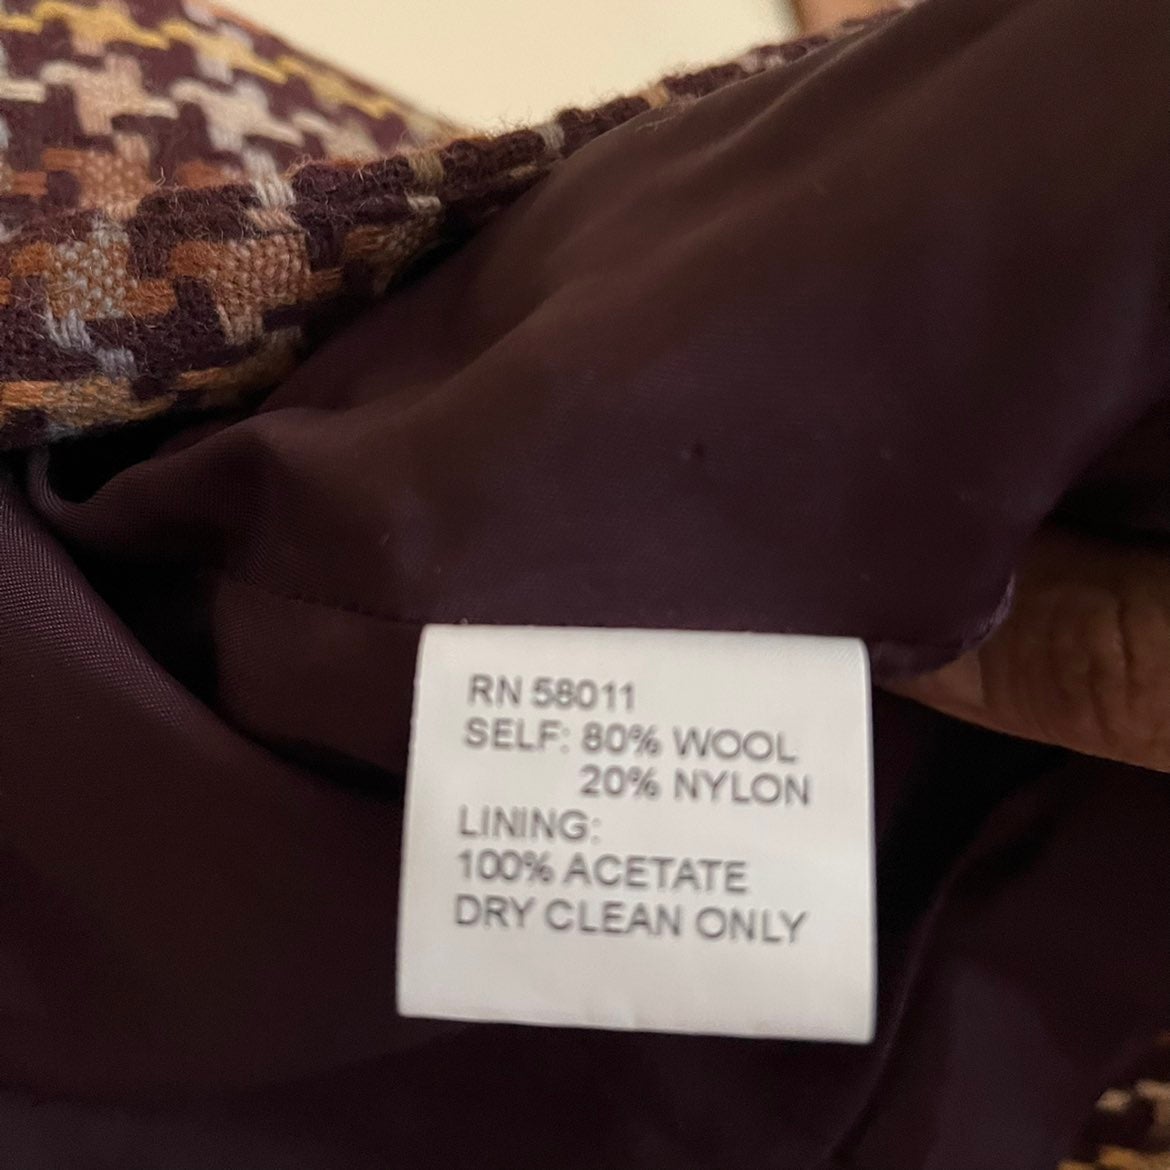 RN 58011
SELF: 80% WOOL
20% NYLON
LINING:
100% ACETATE
DRY CLEAN ONLY